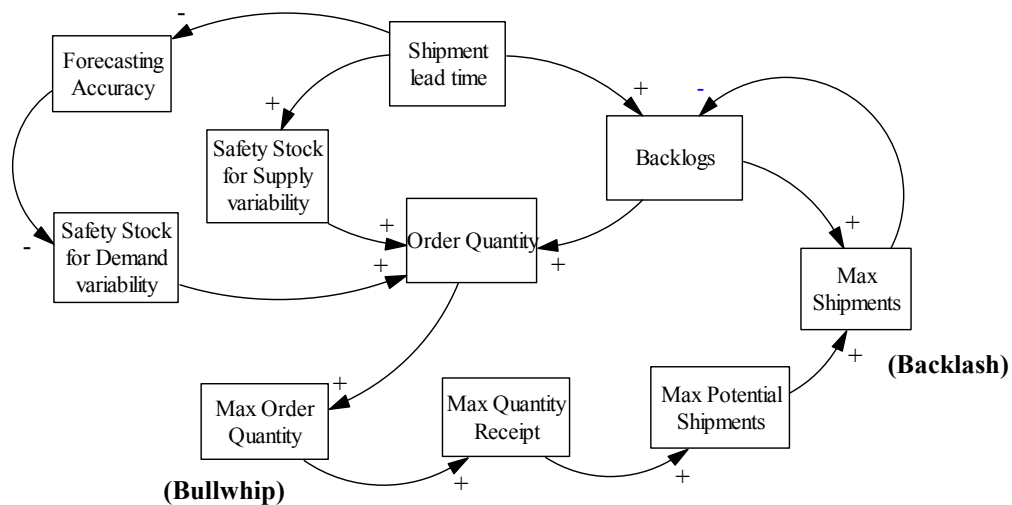 -
Forecasting
Accuracy
Shipment
lead time
+
+
-
Safety Stock
for Supply
variability
Backlogs
-
Safety Stock
for Demand
variability
+
+
Order Quantity
+
+
Max
Shipments
+
(Backlash)
+
Max Order
Quantity
(Bullwhip)
Max Quantity
Receipt
+
Max Potential
Shipments
+